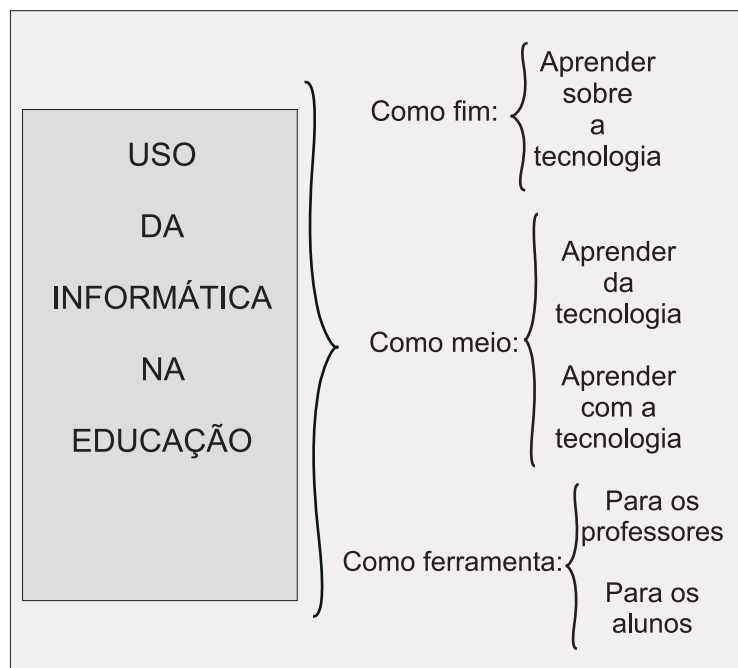 USO
DA
INFORMÁTICA
NA
EDUCAÇÃO
Como fim:
Aprender
sobre
a
tecnologia
Como meio:
Aprender
da
tecnologia
Aprender
com a
tecnologia
Como ferramenta:
Para os
professores
Para os
alunos